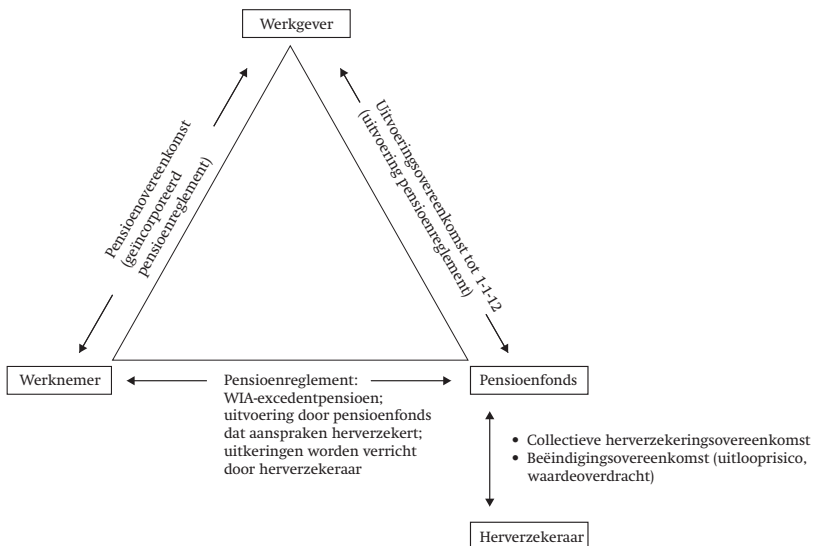 Werkgever
Pensioenovereenkomst
(geïncorporeerd
pensioenreglement)
Uitvoeringsovereenkomst tot 1-1-12
(uitvoering pensioenreglement)
Werknemer
Pensioenreglement:
WIA-excedentpensioen;
uitvoering door pensioenfonds
dat aanspraken herverzekert;
uitkeringen worden verricht
door herverzekeraar
Pensioenfonds
• Collectieve herverzekeringsovereenkomst
• Beëindigingsovereenkomst (uitlooprisico,
waardeoverdracht)
Herverzekeraar